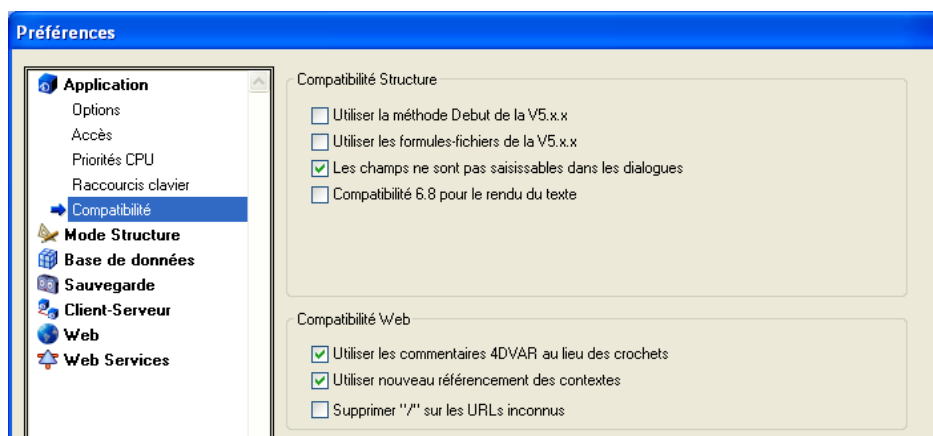 Préférences
Application
Options
Accès
Priorités CPU
Raccourcis clavier
Compatibilité
Mode Structure
Base de données
Sauvegarde
Client-Serveur
Web
Web Services
Compatibilité Structure
Utiliser la méthode Debut de la V5.x.x
Utiliser les formules-fichiers de la V5.x.x
Les champs ne sont pas saisissables dans les dialogues
Compatibilité 6.8 pour le rendu du texte
Compatibilité Web
Utiliser les commentaires 4DVAR au lieu des crochets
Utiliser nouveau référencement des contextes
Supprimer "/" sur les URLs inconnus